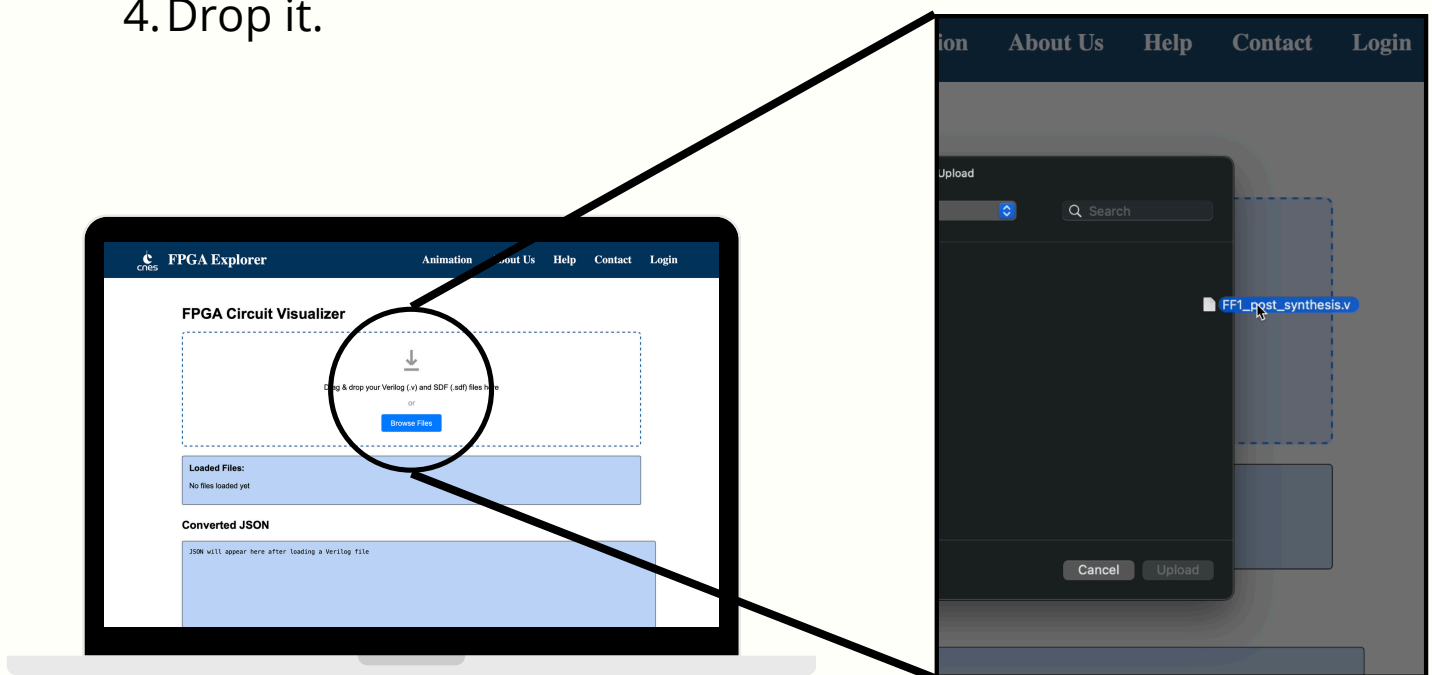 4. Drop it.
cnes
FPGA Explorer
Animation
About Us
Help
Contact
Login
FPGA Circuit Visualizer
Drag & drop your Verilog (.v) and SDF (.sdf) files here
or
Browse Files
Loaded Files:
No files loaded yet
Converted JSON
JSON will appear here after loading a Verilog file
ion
About Us
Help
Contact
Login
Upload
Search
FF1_post_synthesis.v
Cancel
Upload